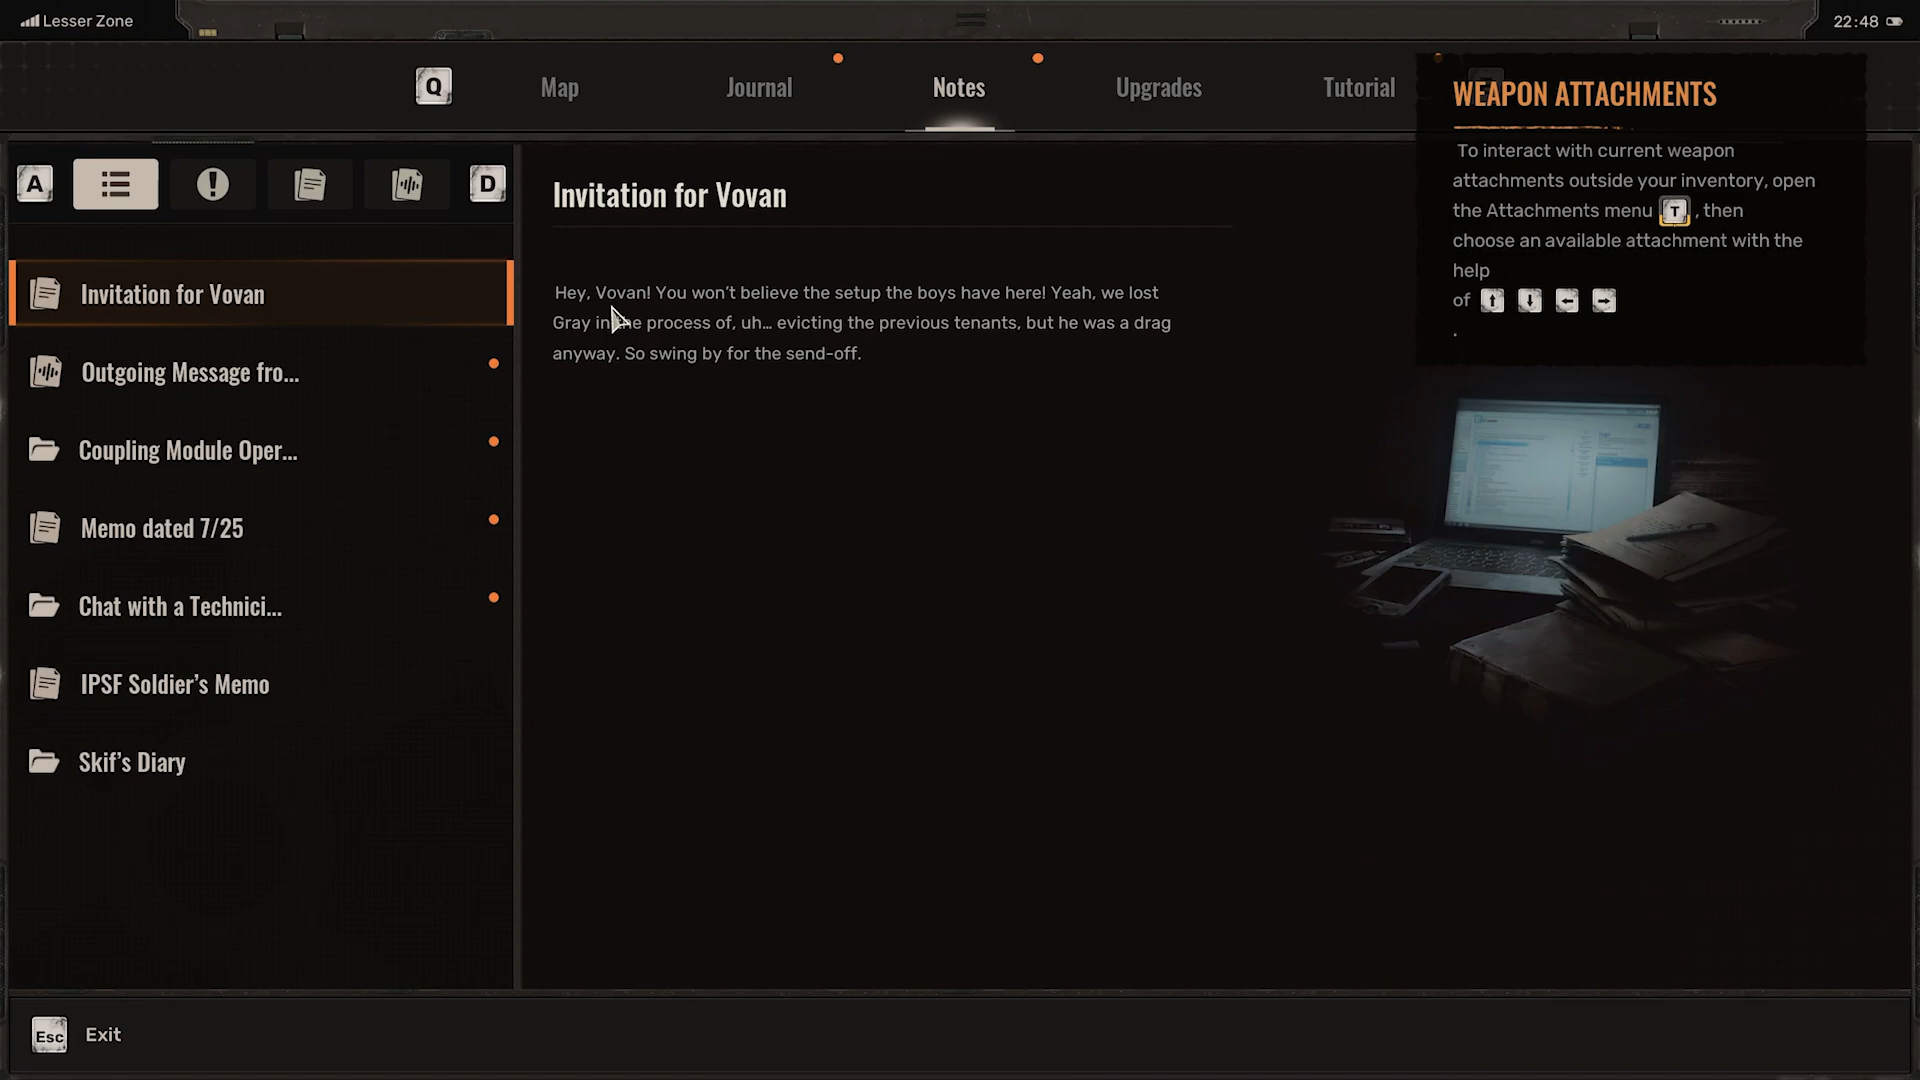 Lesser Zone
22:48
Q
Map
Journal
Notes
Upgrades
Tutorial
A
D
Invitation for Vovan
Outgoing Message fro...
Coupling Module Oper...
Memo dated 7/25
Chat with a Technici...
IPSF Soldier’s Memo
Skif’s Diary
Invitation for Vovan
Hey, Vovan! You won’t believe the setup the boys have here! Yeah, we lost
Gray in the process of, uh… evicting the previous tenants, but he was a drag
anyway. So swing by for the send-off.
WEAPON ATTACHMENTS
To interact with current weapon
attachments outside your inventory, open
the Attachments menu T , then
choose an available attachment with the
help
of ↑ ↓ ← →
.
Esc Exit